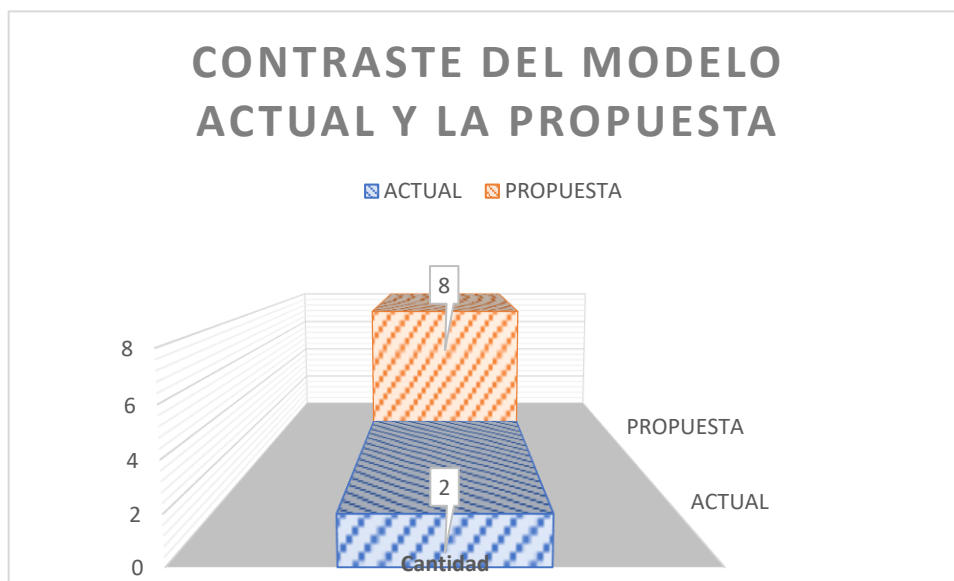 CONTRASTE DEL MODELO
ACTUAL Y LA PROPUESTA
ACTUAL PROPUESTA
8
8
6
PROPUESTA
4
2
ACTUAL
2
0
Cantidad